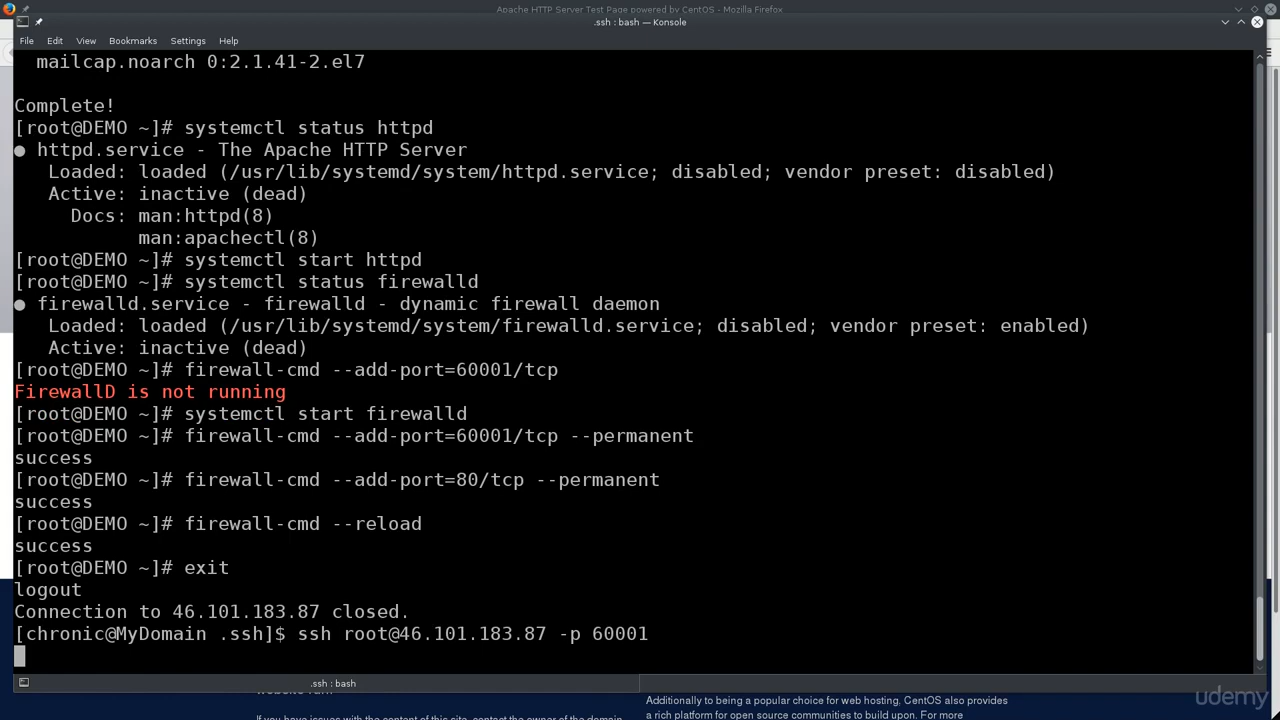 Apache HTTP Server Test Page powered by CentOS - Mozilla Firefox
.ssh : bash — Konsole
File Edit View Bookmarks Settings Help
mailcap.noarch 0:2.1.41-2.el7
Complete!
[root@DEMO ~]# systemctl status httpd
● httpd.service - The Apache HTTP Server
Loaded: loaded (/usr/lib/systemd/system/httpd.service; disabled; vendor preset: disabled)
Active: inactive (dead)
Docs: man:httpd(8)
man:apachectl(8)
[root@DEMO ~]# systemctl start httpd
[root@DEMO ~]# systemctl status firewalld
● firewalld.service - firewalld - dynamic firewall daemon
Loaded: loaded (/usr/lib/systemd/system/firewalld.service; disabled; vendor preset: enabled)
Active: inactive (dead)
[root@DEMO ~]# firewall-cmd --add-port=60001/tcp
FirewallD is not running
[root@DEMO ~]# systemctl start firewalld
[root@DEMO ~]# firewall-cmd --add-port=60001/tcp --permanent
success
[root@DEMO ~]# firewall-cmd --add-port=80/tcp --permanent
success
[root@DEMO ~]# firewall-cmd --reload
success
[root@DEMO ~]# exit
logout
Connection to 46.101.183.87 closed.
[chronic@MyDomain .ssh]$ ssh root@46.101.183.87 -p 60001
.ssh : bash
Additionally to being a popular choice for web hosting, CentOS also provides
a rich platform for open source communities to build upon. For more
If you have issues with the content of this site, contact the owner of the domain
udemy